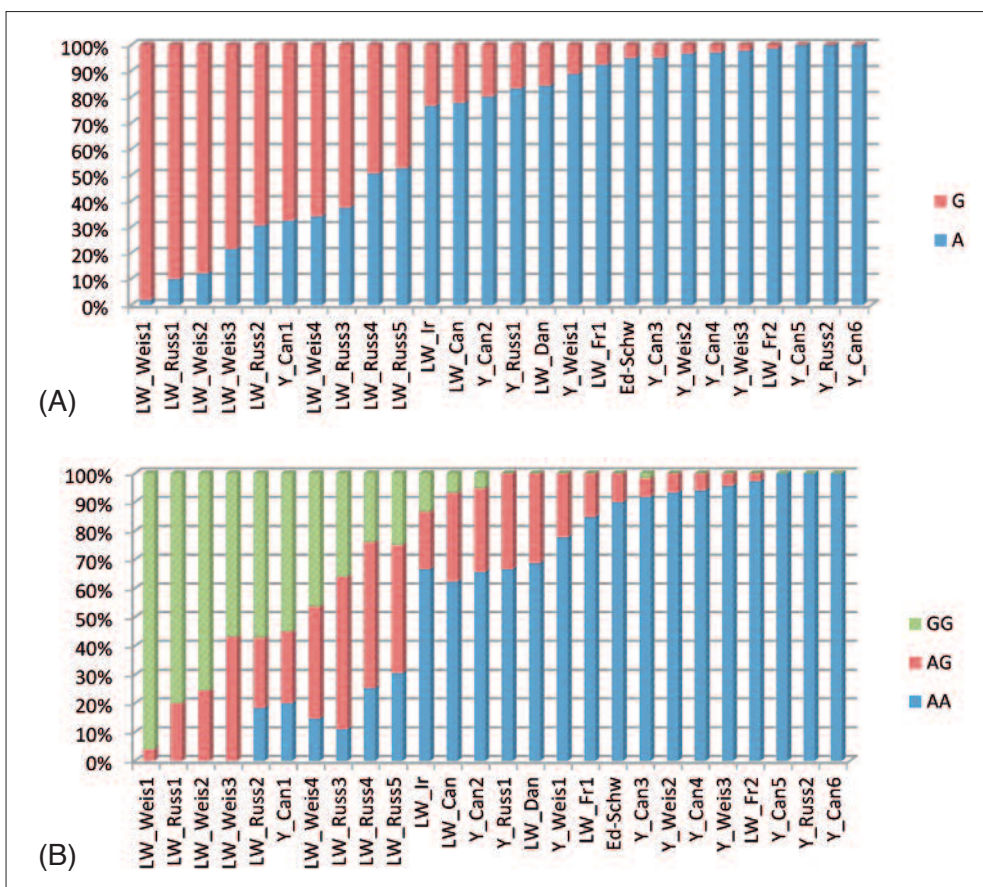 100%
90%
80%
70%
60%
50%
40%
30%
20%
10%
0%
G
A
LW_Weis1
LW_Russ1
LW_Weis2
LW_Weis3
LW_Russ2
Y_Can1
LW_Weis4
LW_Russ3
LW_Russ4
LW_Russ5
LW_Ir
LW_Can
Y_Can2
Y_Russ1
LW_Dan
Y_Weis1
LW_Fr1
Ed-Schw
Y_Can3
Y_Weis2
Y_Can4
Y_Weis3
LW_Fr2
Y_Can5
Y_Russ2
Y_Can6
(A)
100%
90%
80%
70%
60%
50%
40%
30%
20%
10%
0%
GG
AG
AA
LW_Weis1
LW_Russ1
LW_Weis2
LW_Weis3
LW_Russ2
Y_Can1
LW_Weis4
LW_Russ3
LW_Russ4
LW_Russ5
LW_Ir
LW_Can
Y_Can2
Y_Russ1
LW_Dan
Y_Weis1
LW_Fr1
Ed-Schw
Y_Can3
Y_Weis2
Y_Can4
Y_Weis3
LW_Fr2
Y_Can5
Y_Russ2
Y_Can6
(B)